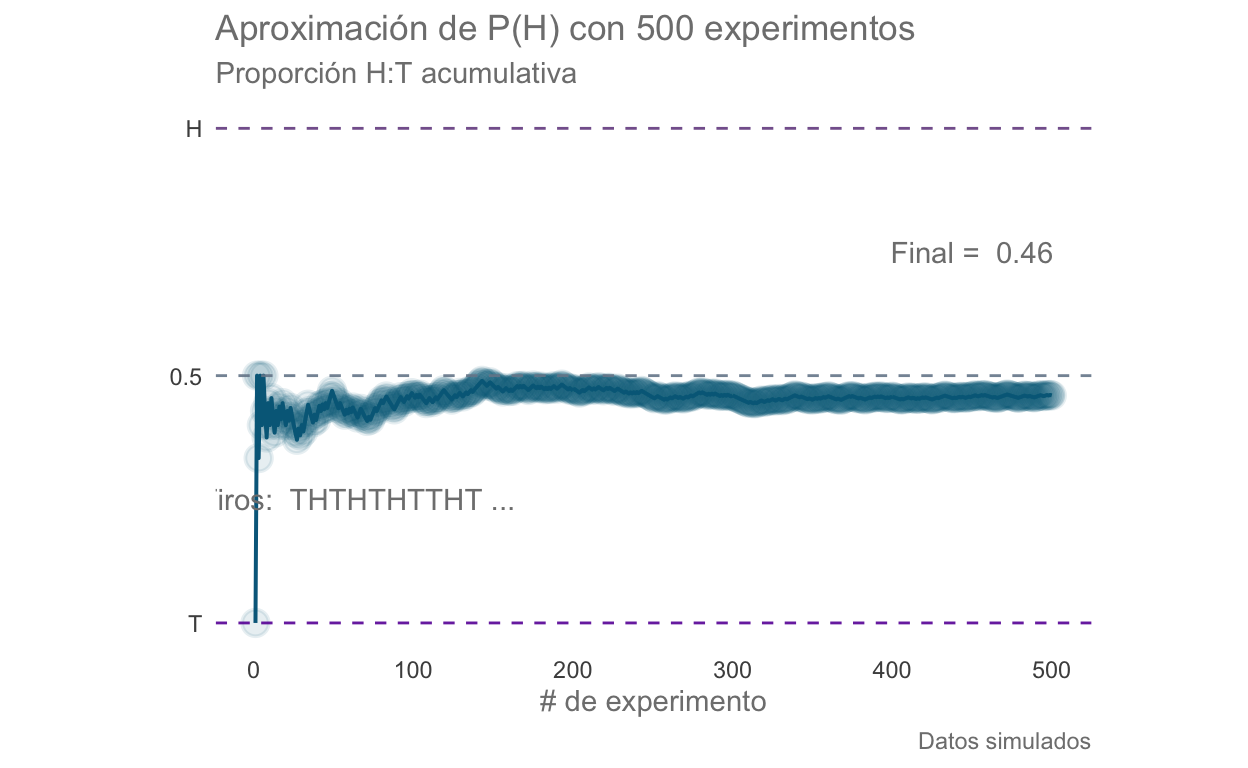 Aproximación de P(H) con 500 experimentos
Proporción H:T acumulativa
H
Final =  0.46
0.5
iros:  THTHTHTTHT ...
T
0 100 200 300 400 500
# de experimento
Datos simulados